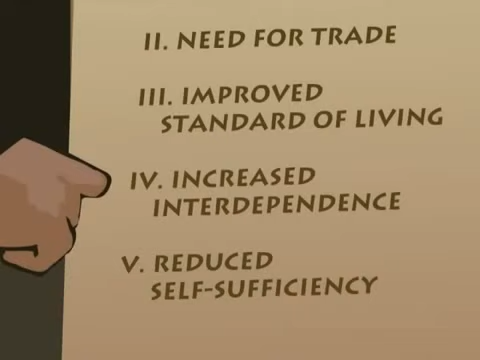 II. NEED FOR TRADE
III. IMPROVED
STANDARD OF LIVING
IV. INCREASED
INTERDEPENDENCE
V. REDUCED
SELF-SUFFICIENCY